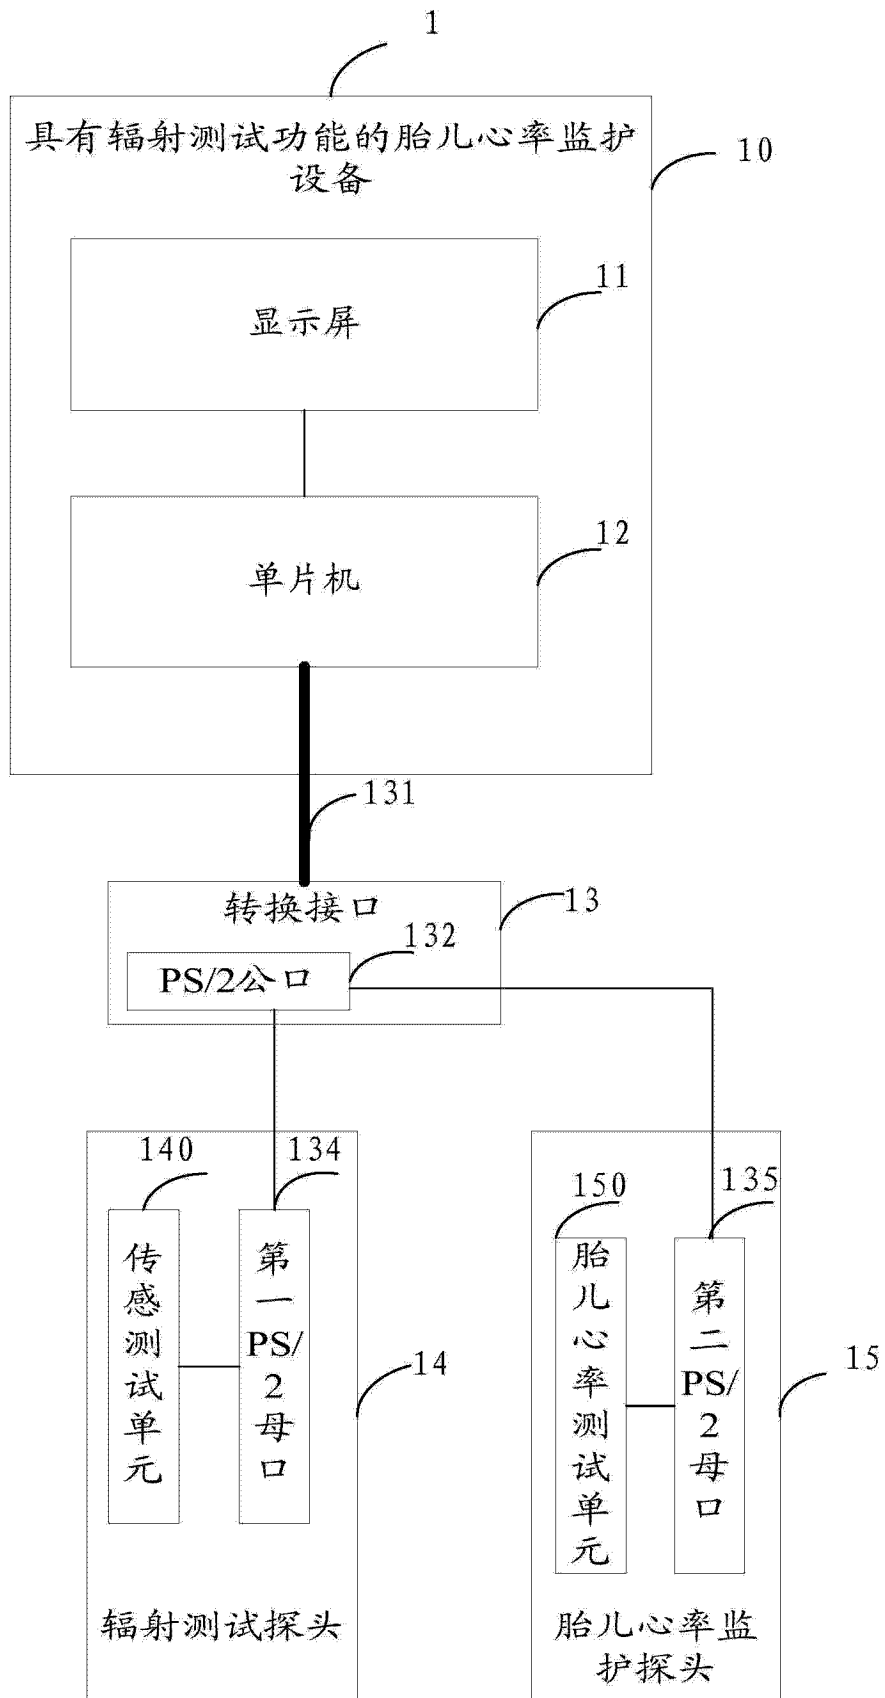 1
具有辐射测试功能的胎儿心率监护
设备
10
显示屏
11
单片机
12
131
转换接口
13
PS/2公口
132
140
134
传感测试单元
第一PS/2母口
14
辐射测试探头
150
135
胎儿心率测试单元
第二PS/2母口
15
胎儿心率监
护探头